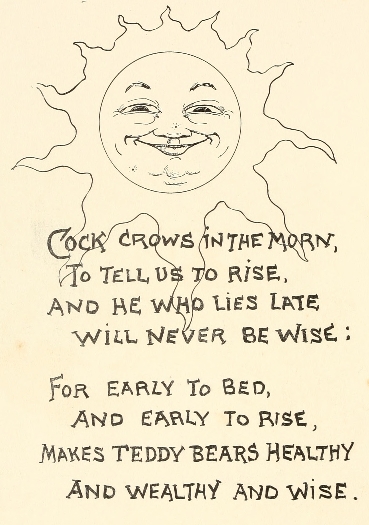 Cock crows in the morn,
To tell us to rise,
And he who lies late
Will never be wise:
For early to bed,
And early to rise,
Makes Teddy Bears healthy
And wealthy and wise.